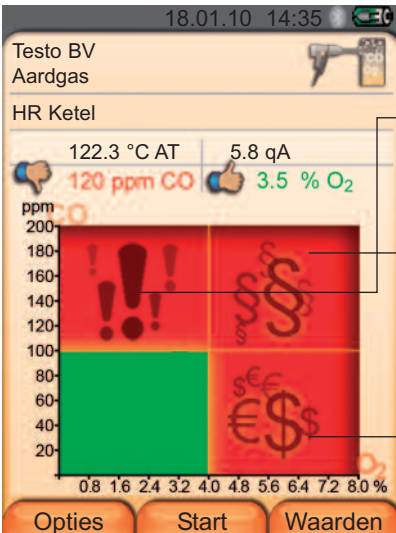 18.01.10 14:35
Testo BV
Aardgas
HR Ketel
122.3 °C AT 5.8 qA
120 ppm CO 3.5 % O₂
ppm
CO
200
180
160
140
120
100
80
60
40
20
O₂
0.8 1.6 2.4 3.2 4.0 4.8 5.6 6.4 7.2 8.0 %
Opties Start Waarden